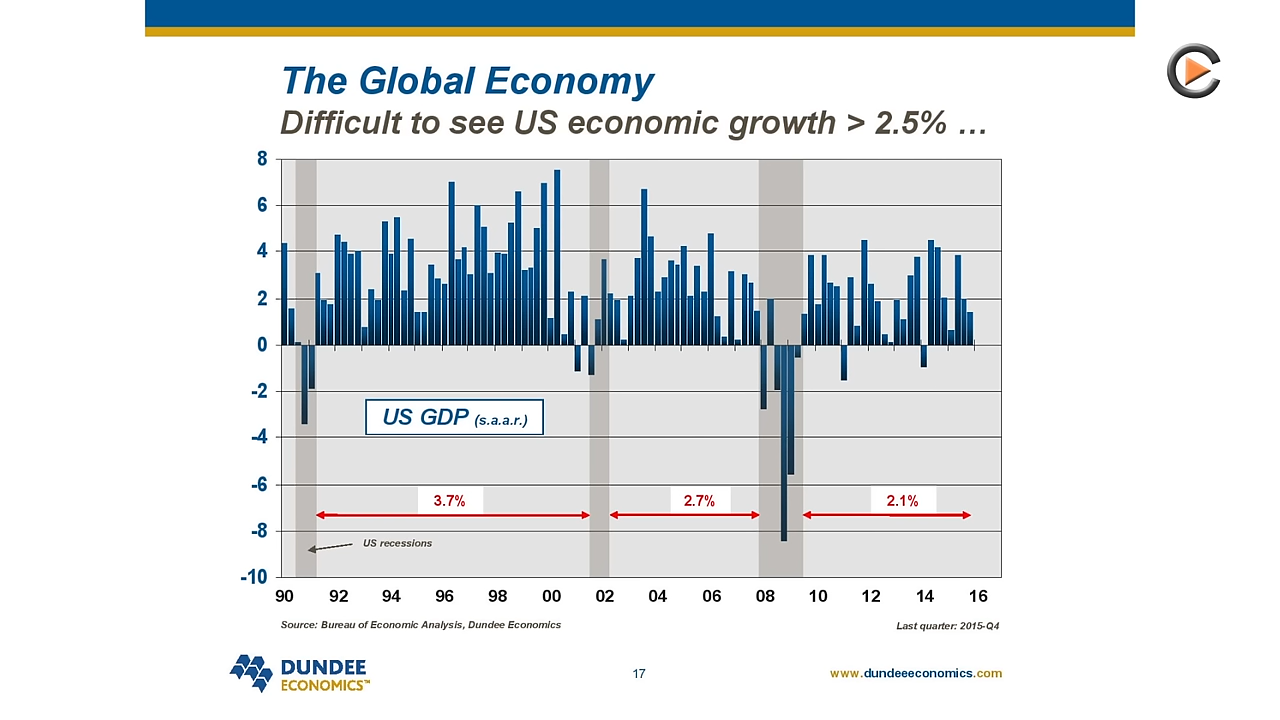 The Global Economy
Difficult to see US economic growth > 2.5% …
8
6
4
2
0
-2
-4
-6
-8
-10
US GDP (s.a.a.r.)
3.7%
2.7%
2.1%
US recessions
90 92 94 96 98 00 02 04 06 08 10 12 14 16
Source: Bureau of Economic Analysis, Dundee Economics
Last quarter: 2015-Q4
DUNDEE
ECONOMICS™
17
www.dundeeeconomics.com